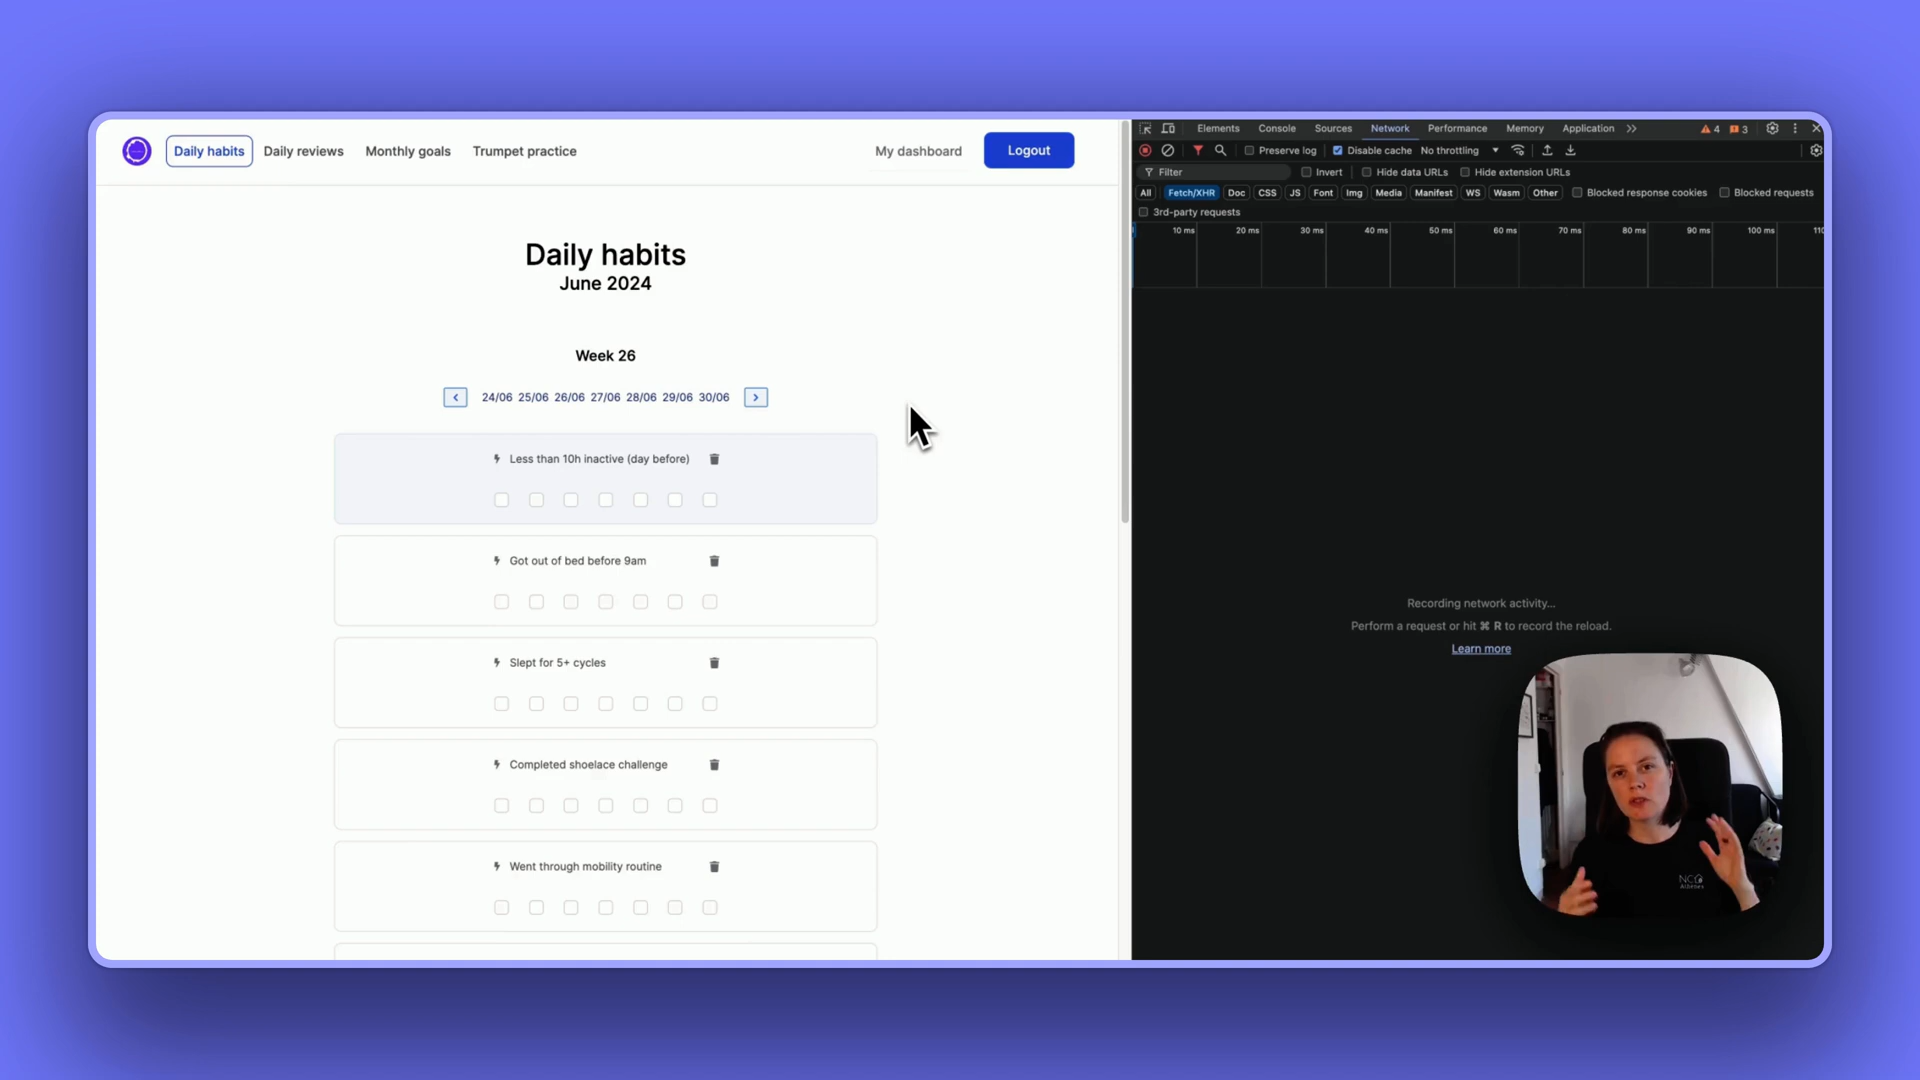 Daily habits
Daily reviews
Monthly goals
Trumpet practice
My dashboard
Logout
Daily habits
June 2024
Week 26
24/06 25/06 26/06 27/06 28/06 29/06 30/06
Less than 10h inactive (day before)
Got out of bed before 9am
Slept for 5+ cycles
Completed shoelace challenge
Went through mobility routine
Elements Console Sources Network Performance Memory Application 4 3
Preserve log Disable cache No throttling
Filter Invert Hide data URLs Hide extension URLs
All Fetch/XHR Doc CSS JS Font Img Media Manifest WS Wasm Other Blocked response cookies Blocked requests
3rd-party requests
10 ms 20 ms 30 ms 40 ms 50 ms 60 ms 70 ms 80 ms 90 ms 100 ms 110
Recording network activity...
Perform a request or hit ⌘ R to record the reload.
Learn more
Athènes